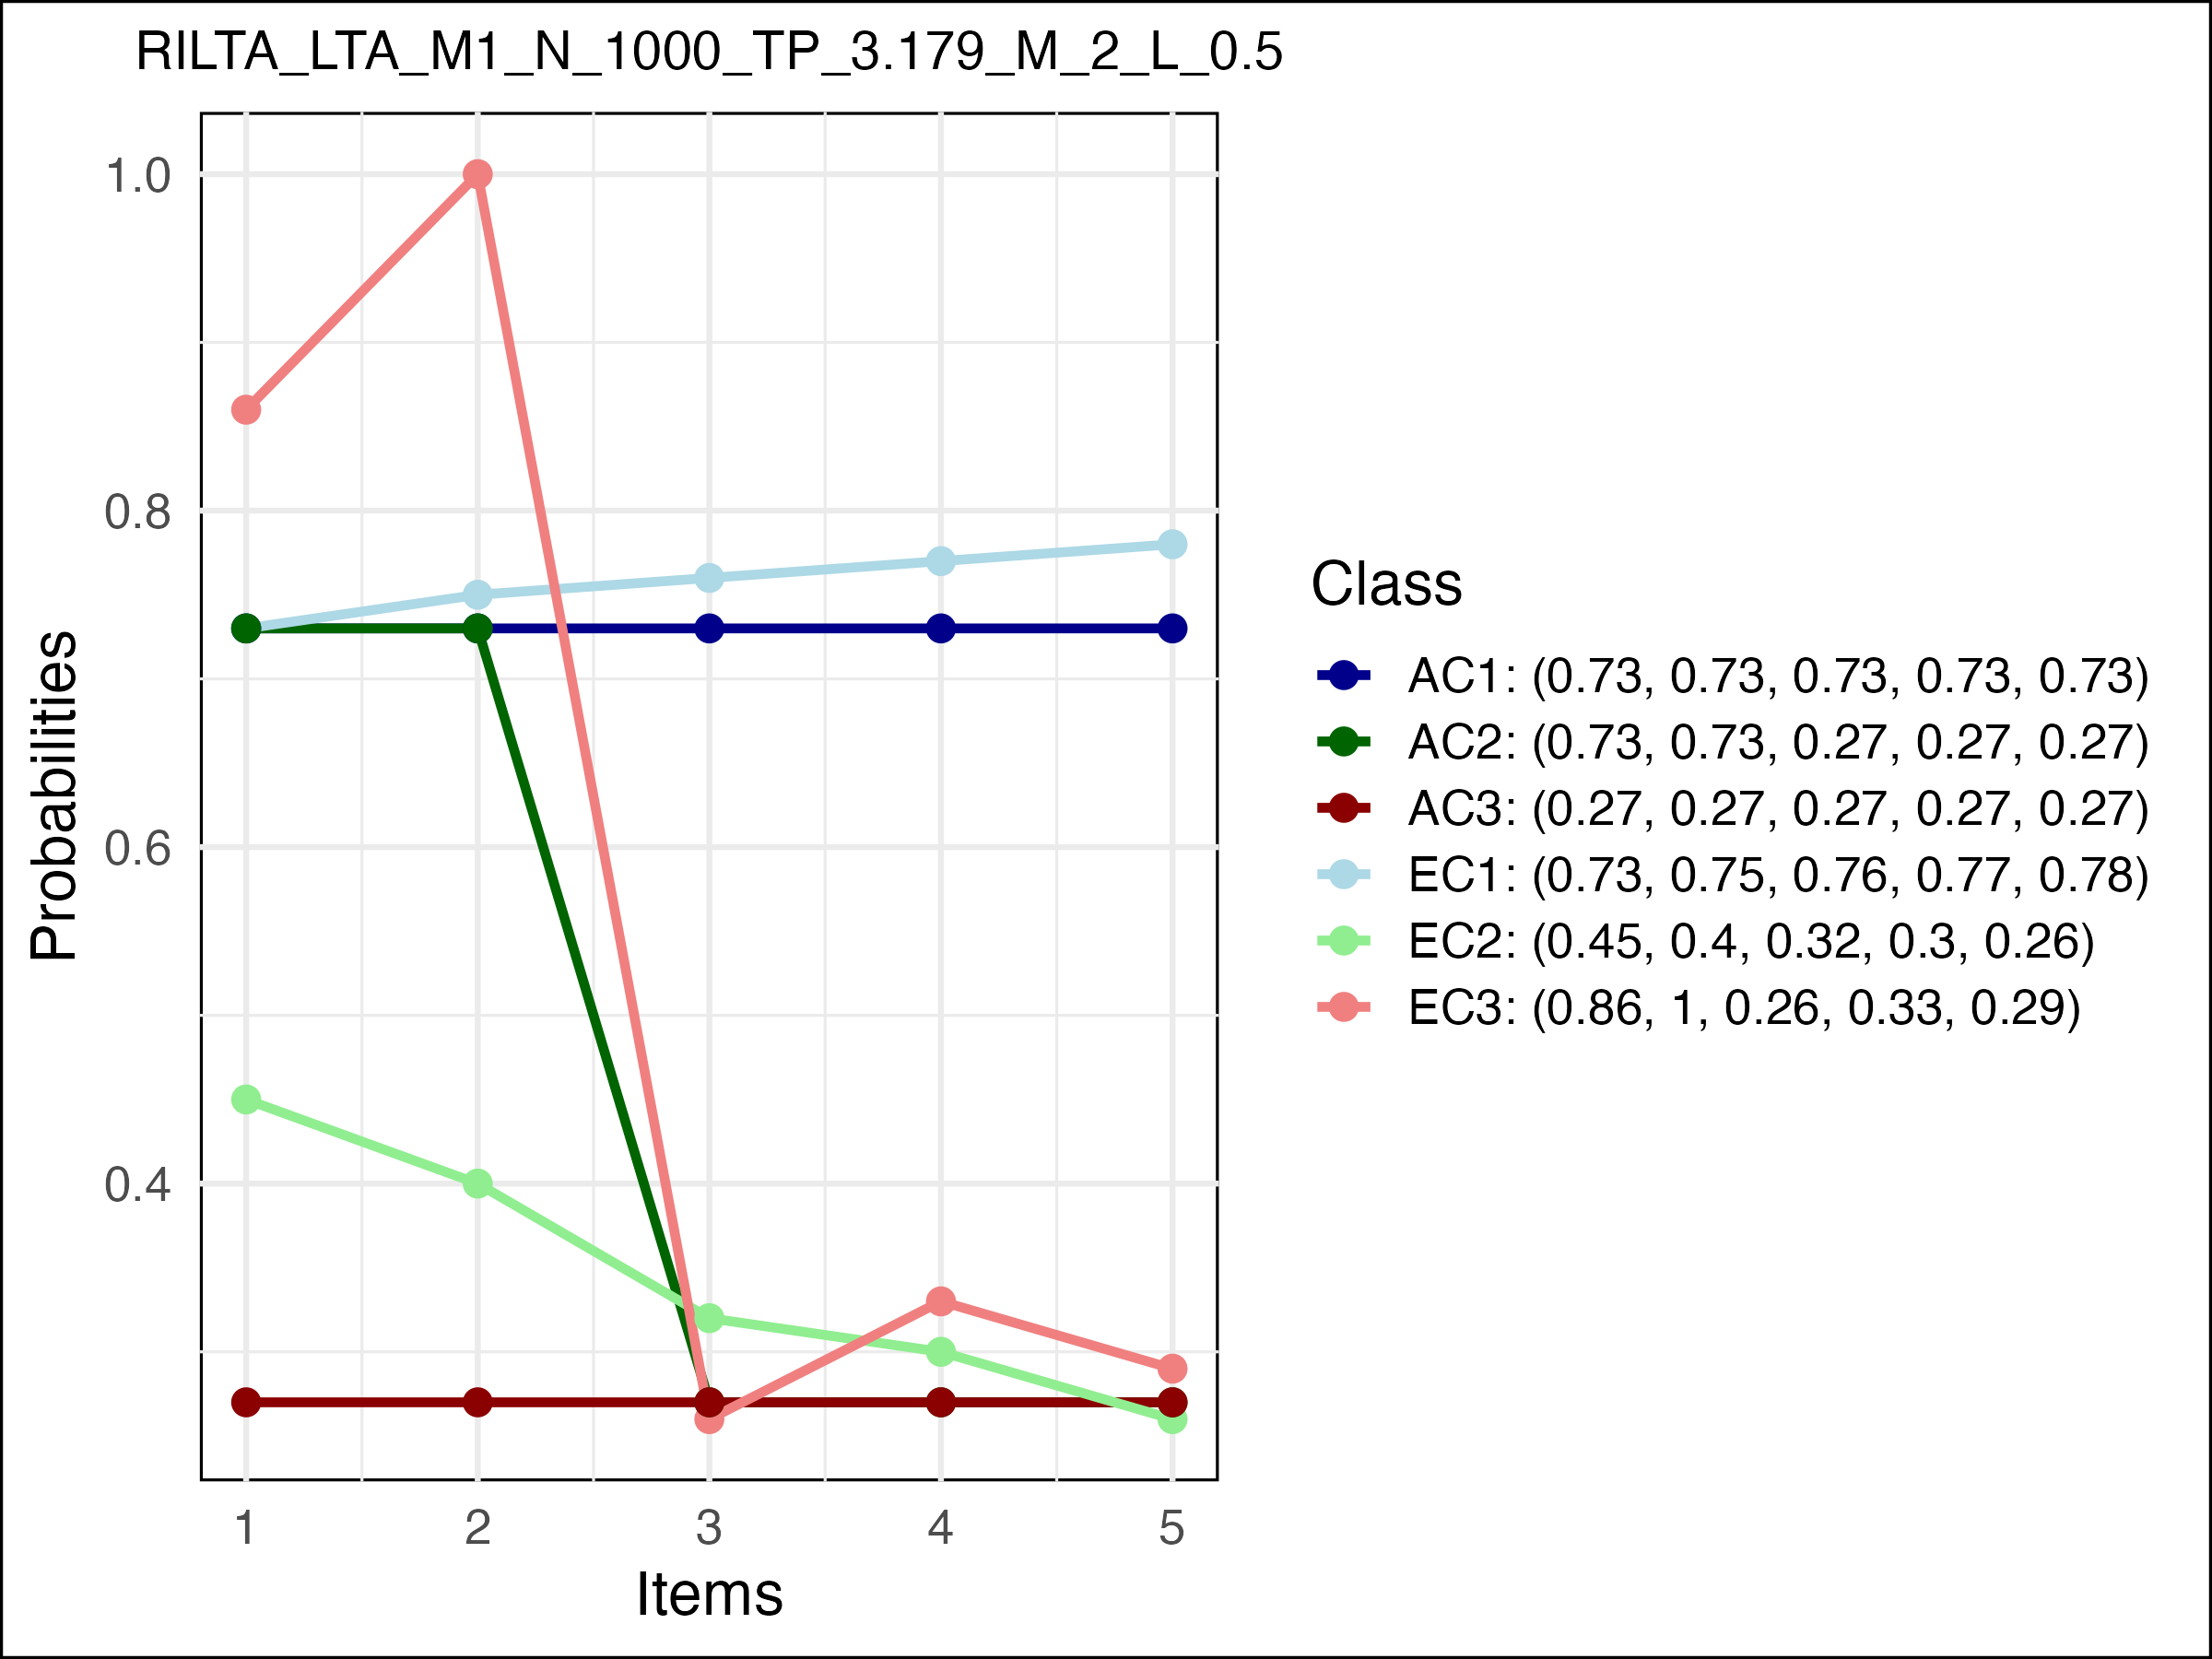 RILTA_LTA_M1_N_1000_TP_3.179_M_2_L_0.5
1.0
0.8
0.6
0.4
Probabilities
1 2 3 4 5
Items
Class
AC1: (0.73, 0.73, 0.73, 0.73, 0.73)
AC2: (0.73, 0.73, 0.27, 0.27, 0.27)
AC3: (0.27, 0.27, 0.27, 0.27, 0.27)
EC1: (0.73, 0.75, 0.76, 0.77, 0.78)
EC2: (0.45, 0.4, 0.32, 0.3, 0.26)
EC3: (0.86, 1, 0.26, 0.33, 0.29)